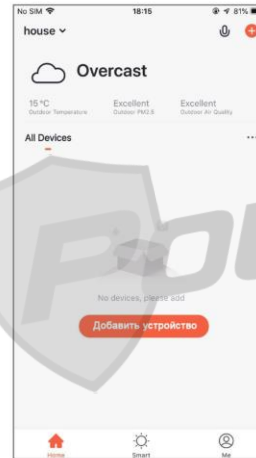 No SIM 18:15 81%
house
Overcast
15 °C Excellent Excellent
Outdoor Temperature Outdoor PM2.5 Outdoor Air Quality
All Devices ...
No devices, please add
Добавить устройство
Home Smart Me